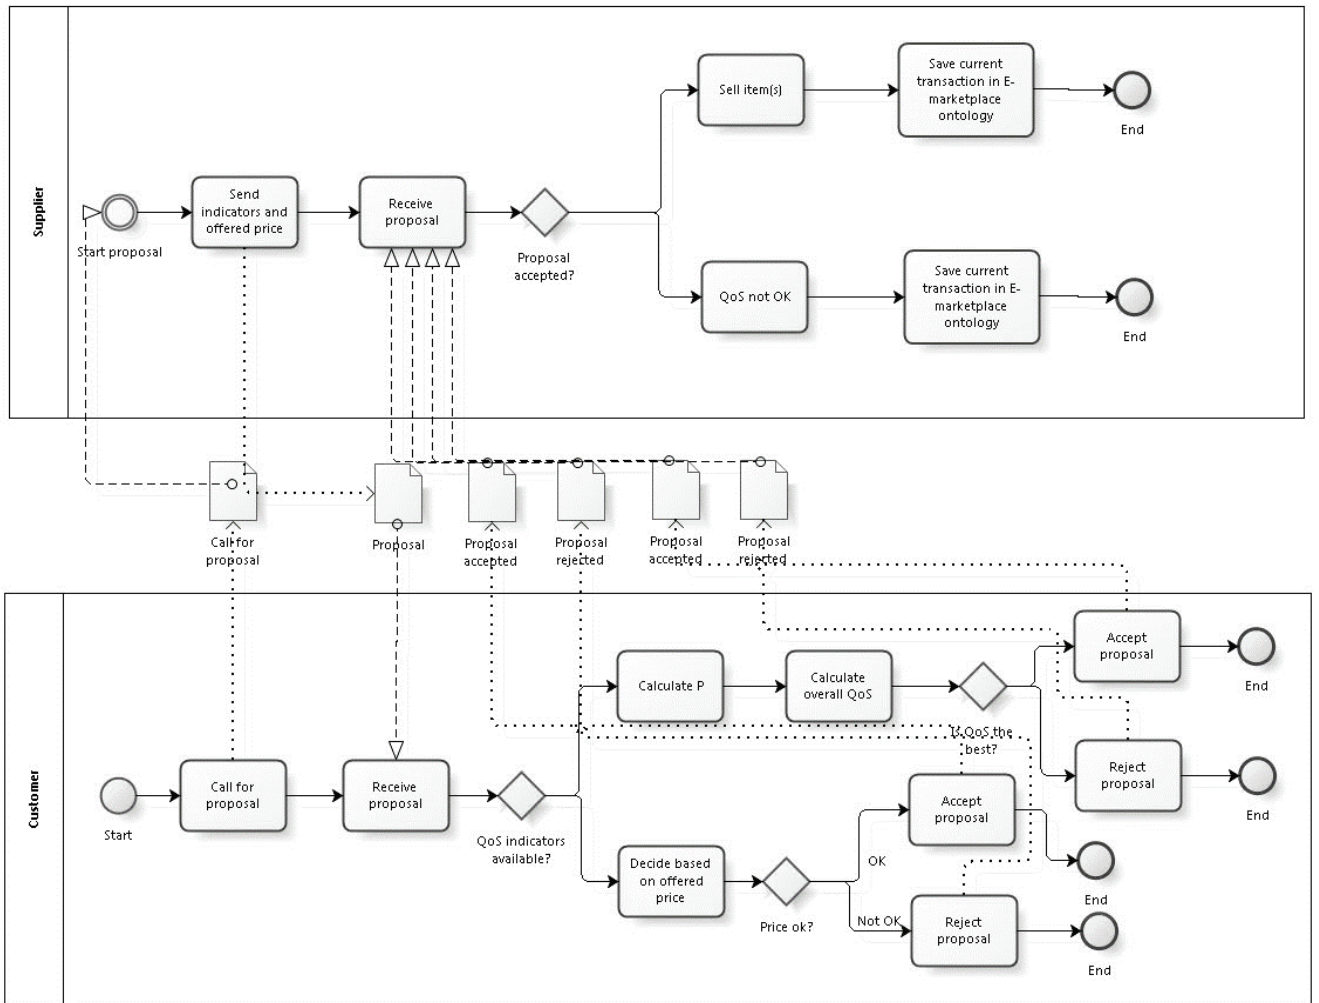 Supplier
Start proposal
Send
indicators and
offered price
Receive
proposal
Proposal
accepted?
Sell item(s)
Save current
transaction in E-
marketplace
ontology
End
QoS not OK
Save current
transaction in E-
marketplace
ontology
End
Call for
proposal
Proposal
Proposal
accepted
Proposal
rejected
Proposal
accepted
Proposal
rejected
Customer
Start
Call for
proposal
Receive
proposal
QoS indicators
available?
Calculate P
Calculate
overall QoS
Is QoS the
best?
Accept
proposal
End
Reject
proposal
End
Decide based
on offered
price
Price ok?
OK
Accept
proposal
End
Not OK
Reject
proposal
End